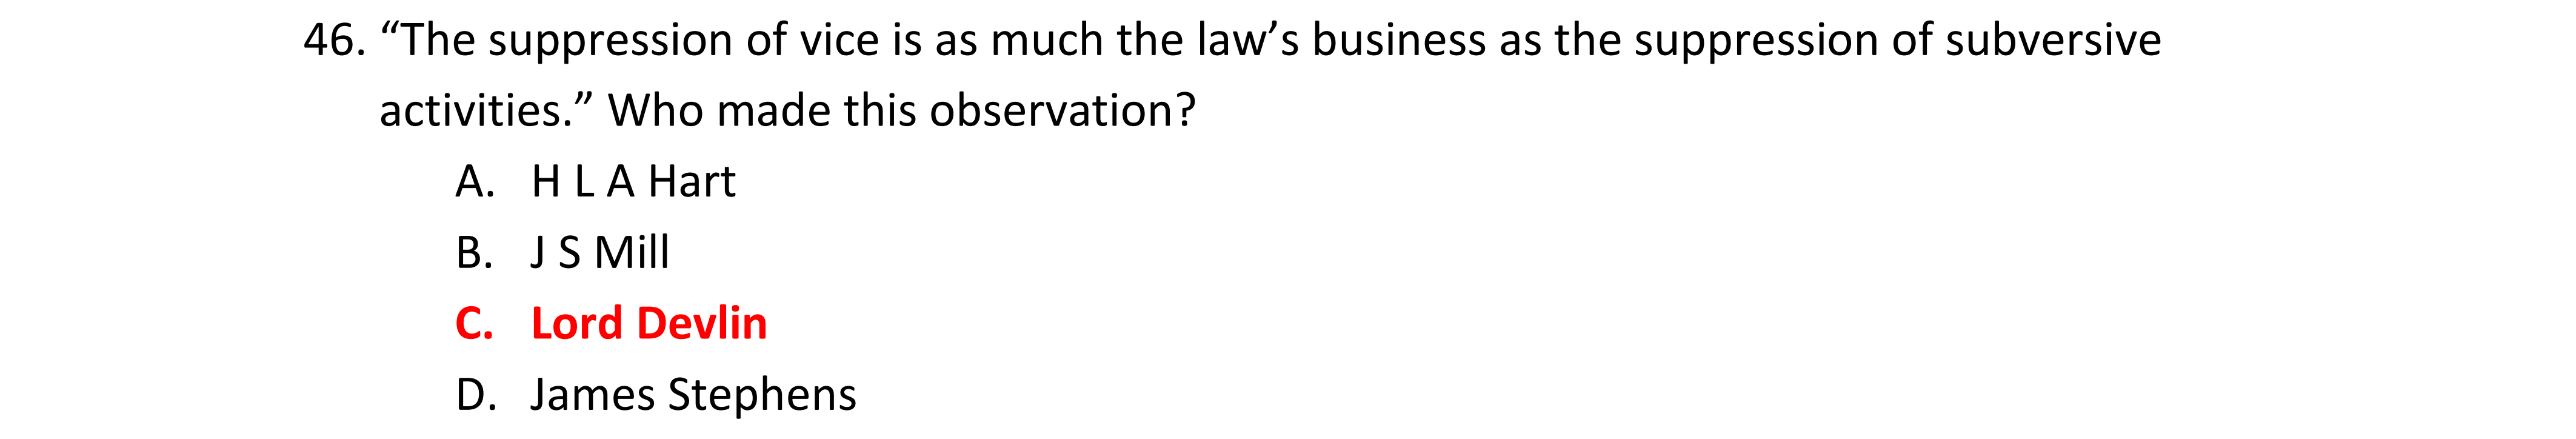 46. “The suppression of vice is as much the law’s business as the suppression of subversive
activities.” Who made this observation?
A. H L A Hart
B. J S Mill
C. Lord Devlin
D. James Stephens